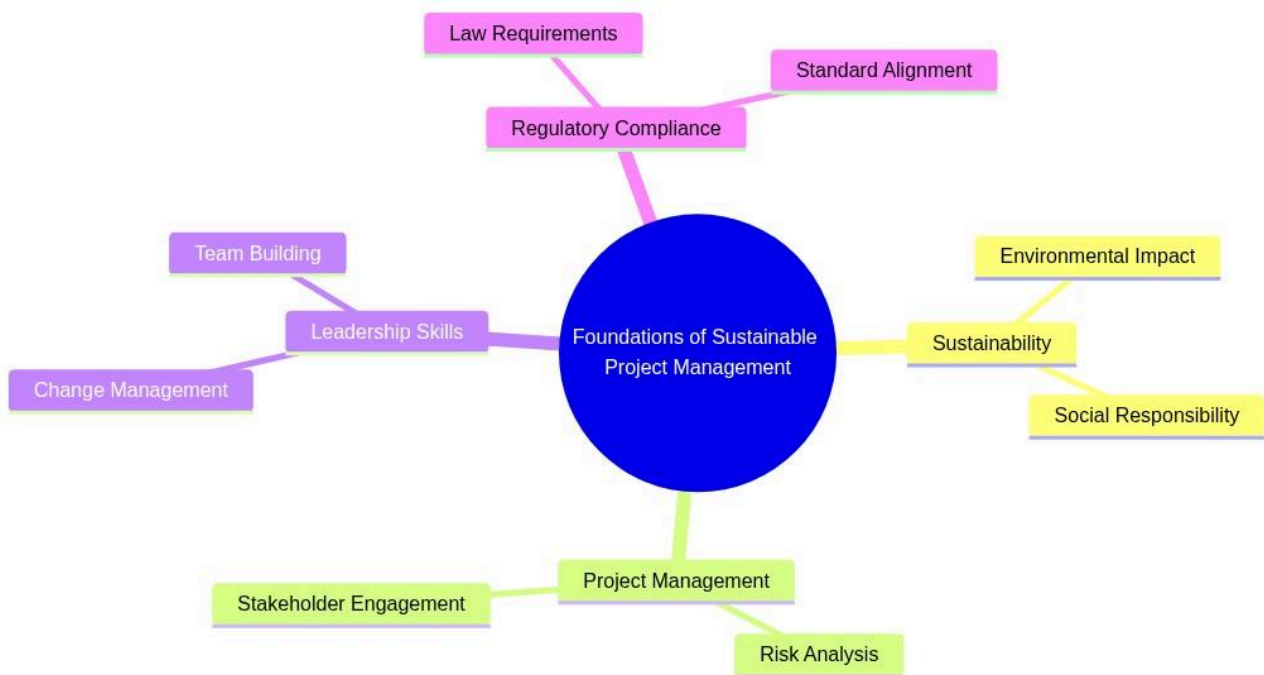 Law Requirements
Standard Alignment
Regulatory Compliance
Team Building
Environmental Impact
Leadership Skills
Foundations of Sustainable
Project Management
Sustainability
Change Management
Social Responsibility
Project Management
Stakeholder Engagement
Risk Analysis